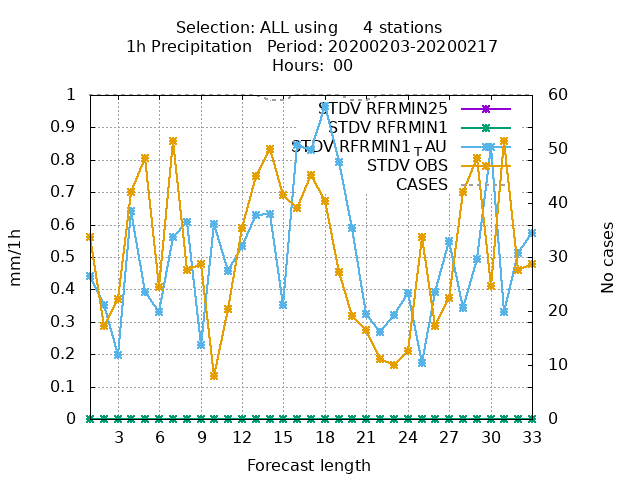 Selection: ALL using 4 stations
1h Precipitation Period: 20200203-20200217
Hours: 00
1 60
STDV RFRMIN25
0.9
STDV RFRMIN1
0.8 50
STDV RFRMIN1_TAU
STDV OBS
0.7
CASES
40
0.6
mm/1h
No cases
0.5 30
0.4
0.3 20
0.2
10
0.1
0 0
3 6 9 12 15 18 21 24 27 30 33
Forecast length